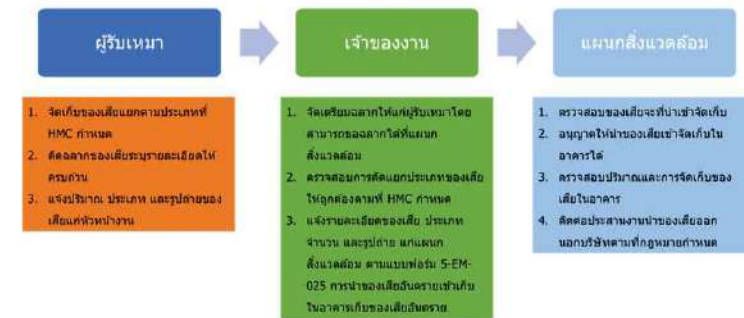 ผู้รับเหมา
เจ้าของงาน
แผนกสิ่งแวดล้อม
1. จัดเก็บของเสียแยกตามประเภทที่
HMC กำหนด
2. ติดฉลากของเสียระบุรายละเอียดให้
ครบถ้วน
3. แจ้งปริมาณ ประเภท และรูปถ่ายของ
เสียแก่หัวหน้างาน
1. จัดเตรียมฉลากให้แก่ผู้รับเหมาโดย
สามารถขอฉลากได้ที่แผนก
สิ่งแวดล้อม
2. ตรวจสอบการคัดแยกประเภทของเสีย
ให้ถูกต้องตามที่ HMC กำหนด
3. แจ้งรายละเอียดของเสีย ประเภท
จำนวน และรูปถ่าย แก่แผนก
สิ่งแวดล้อม ตามแบบฟอร์ม S-EM-
025 การนำของเสียอันตรายเข้าเก็บ
ในอาคารเก็บของเสียอันตราย
1. ตรวจสอบของเสียจะที่นำเข้าจัดเก็บ
2. อนุญาตให้นำของเสียเข้าจัดเก็บใน
อาคารได้
3. ตรวจสอบปริมาณและการจัดเก็บของ
เสียในอาคาร
4. ติดต่อประสานงานนำของเสียออก
นอกบริษัทตามที่กฎหมายกำหนด